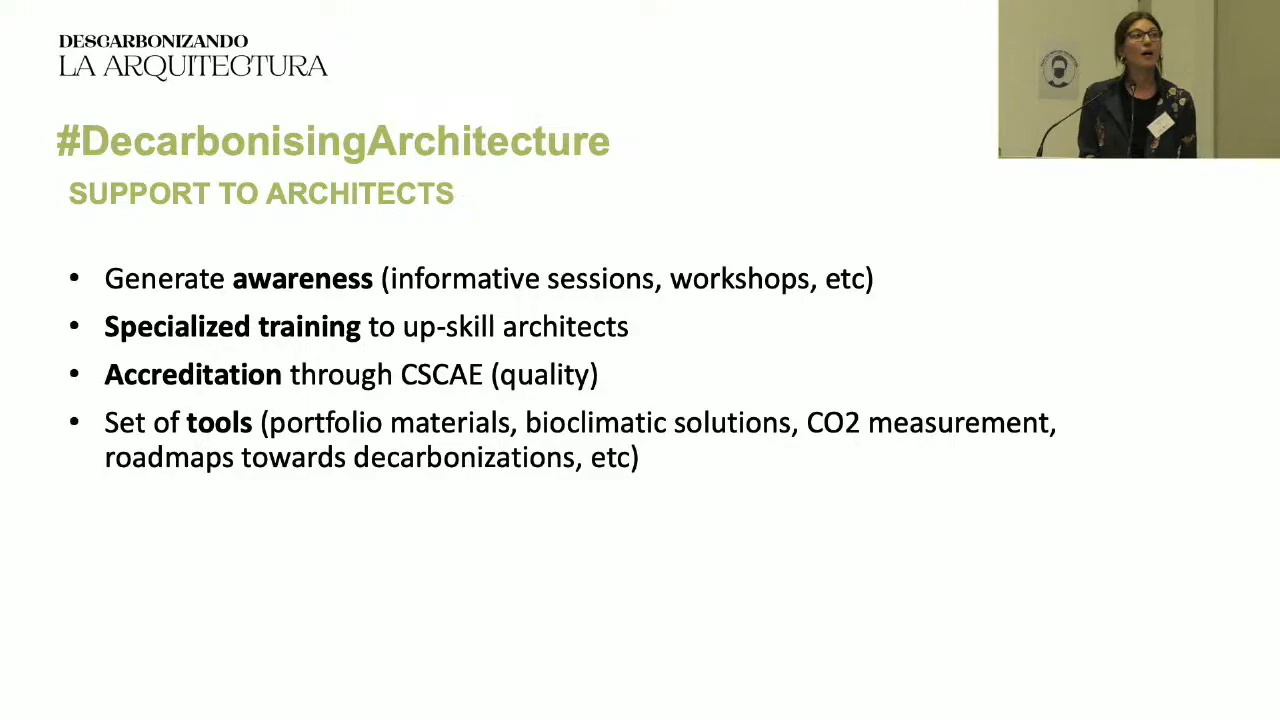 DESCARBONIZANDO
LA ARQUITECTURA
#DecarbonisingArchitecture
SUPPORT TO ARCHITECTS
• Generate awareness (informative sessions, workshops, etc)
• Specialized training to up-skill architects
• Accreditation through CSCAE (quality)
• Set of tools (portfolio materials, bioclimatic solutions, CO2 measurement,
roadmaps towards decarbonizations, etc)